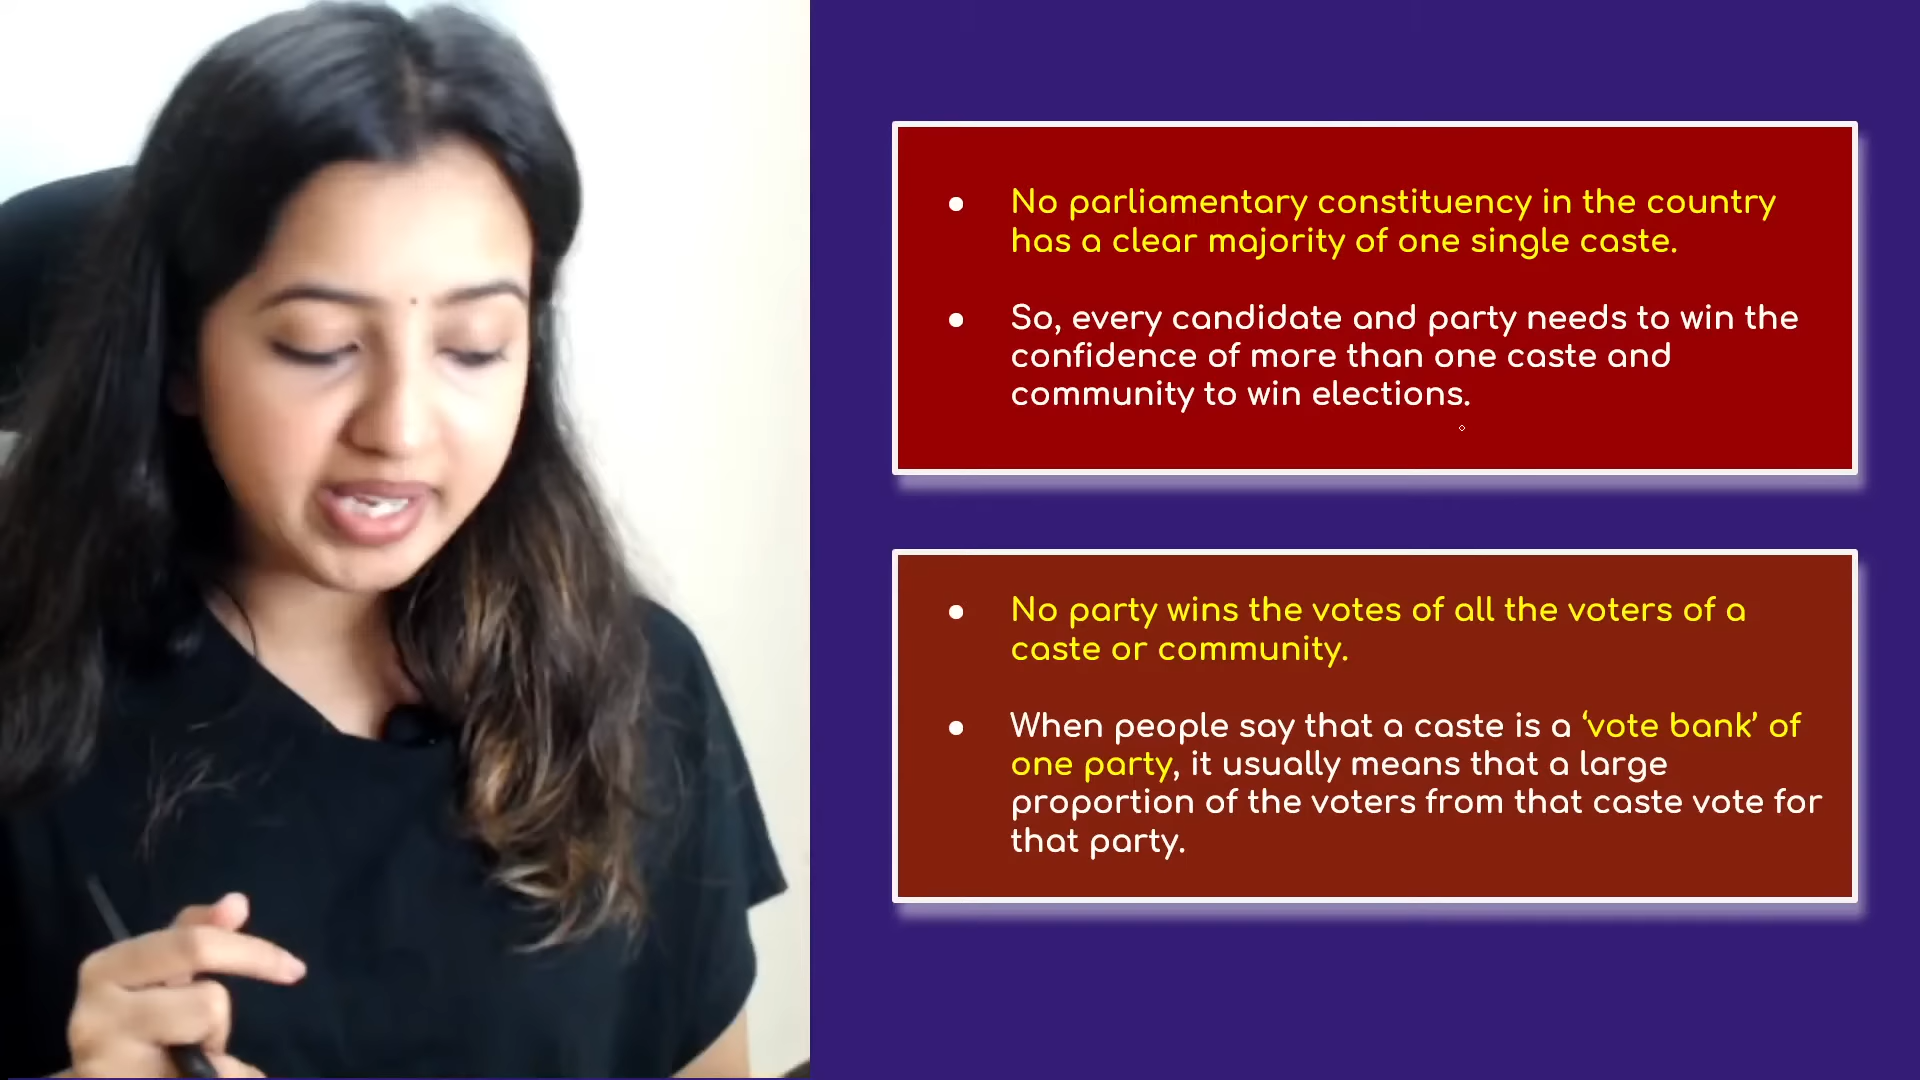 ● No parliamentary constituency in the country
has a clear majority of one single caste.
● So, every candidate and party needs to win the
confidence of more than one caste and
community to win elections.
● No party wins the votes of all the voters of a
caste or community.
● When people say that a caste is a ‘vote bank’ of
one party, it usually means that a large
proportion of the voters from that caste vote for
that party.